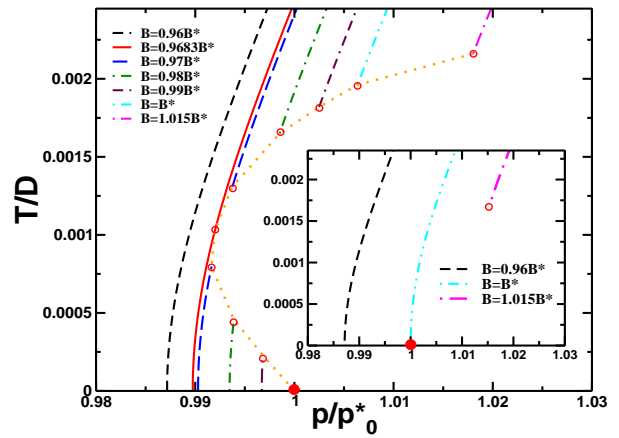 B=0.96B*
B=0.9683B*
B=0.97B*
B=0.98B*
B=0.99B*
B=B*
B=1.015B*
0.002
0.0015
0.001
0.0005
0
T/D
0.98
0.99
1
1.01
1.02
1.03
p/p*0
0.002
0.0015
0.001
0.0005
0
B=0.96B*
B=B*
B=1.015B*
0.98
0.99
1.00
1.01
1.02
1.03